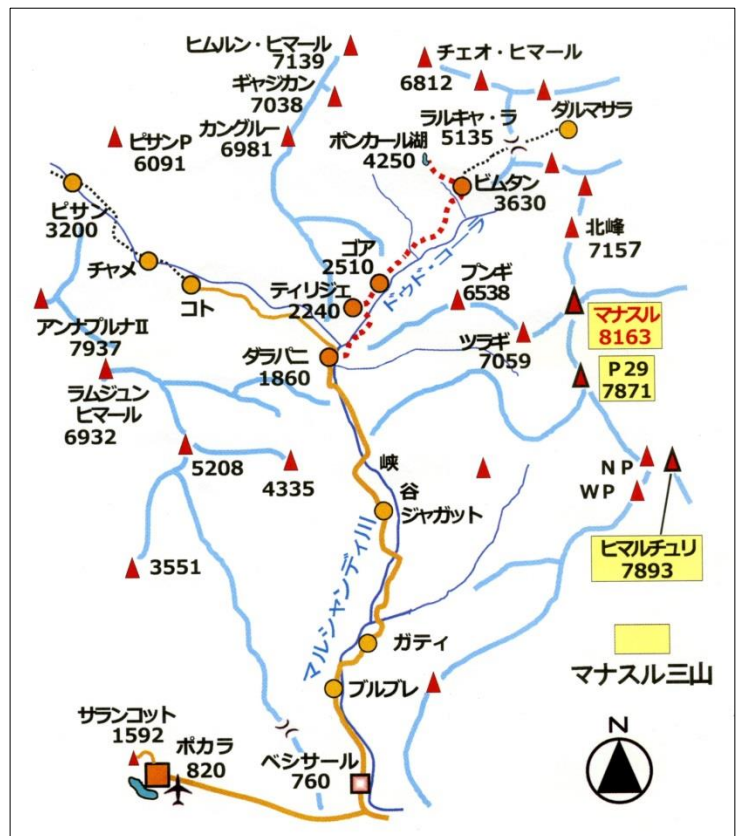 ヒムルン・ヒマール
7139
チェオ・ヒマール
6812
ギャジカン
7038
ラルキャ・ラ
5135
ダルマサラ
カングルー
6981
ポンカール湖
4250
ピサンP
6091
ビムタン
3630
ピサン
3200
北峰
7157
ゴア
2510
ドゥド・コーラ
チャメ
コト
ティリジェ
2240
プンギ
6538
マナスル
8163
アンナプルナⅡ
7937
ツラギ
7059
ダラパニ
1860
P29
7871
ラムジュン
ヒマール
6932
5208
4335
峡
谷
NP
WP
ジャガット
ヒマルチュリ
7893
3551
マルシャンディ川
ガティ
マナスル三山
ブルブレ
N
サランコット
1592
ポカラ
820
ベシサール
760